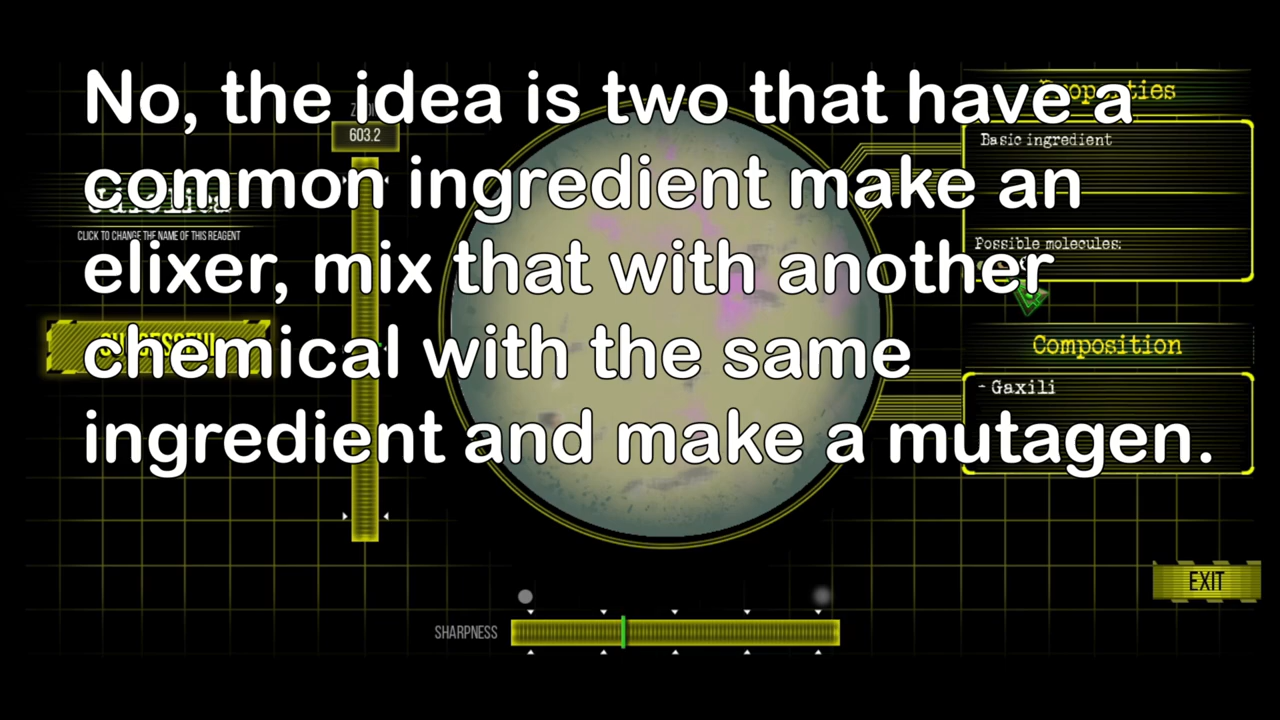 No, the idea is two that have a
common ingredient make an
elixer, mix that with another
chemical with the same
ingredient and make a mutagen.
603.2
CLICK TO CHANGE THE NAME OF THIS REAGENT
SHARPNESS
Properties
Basic ingredient
Possible molecules:
Composition
- Gaxili
EXIT